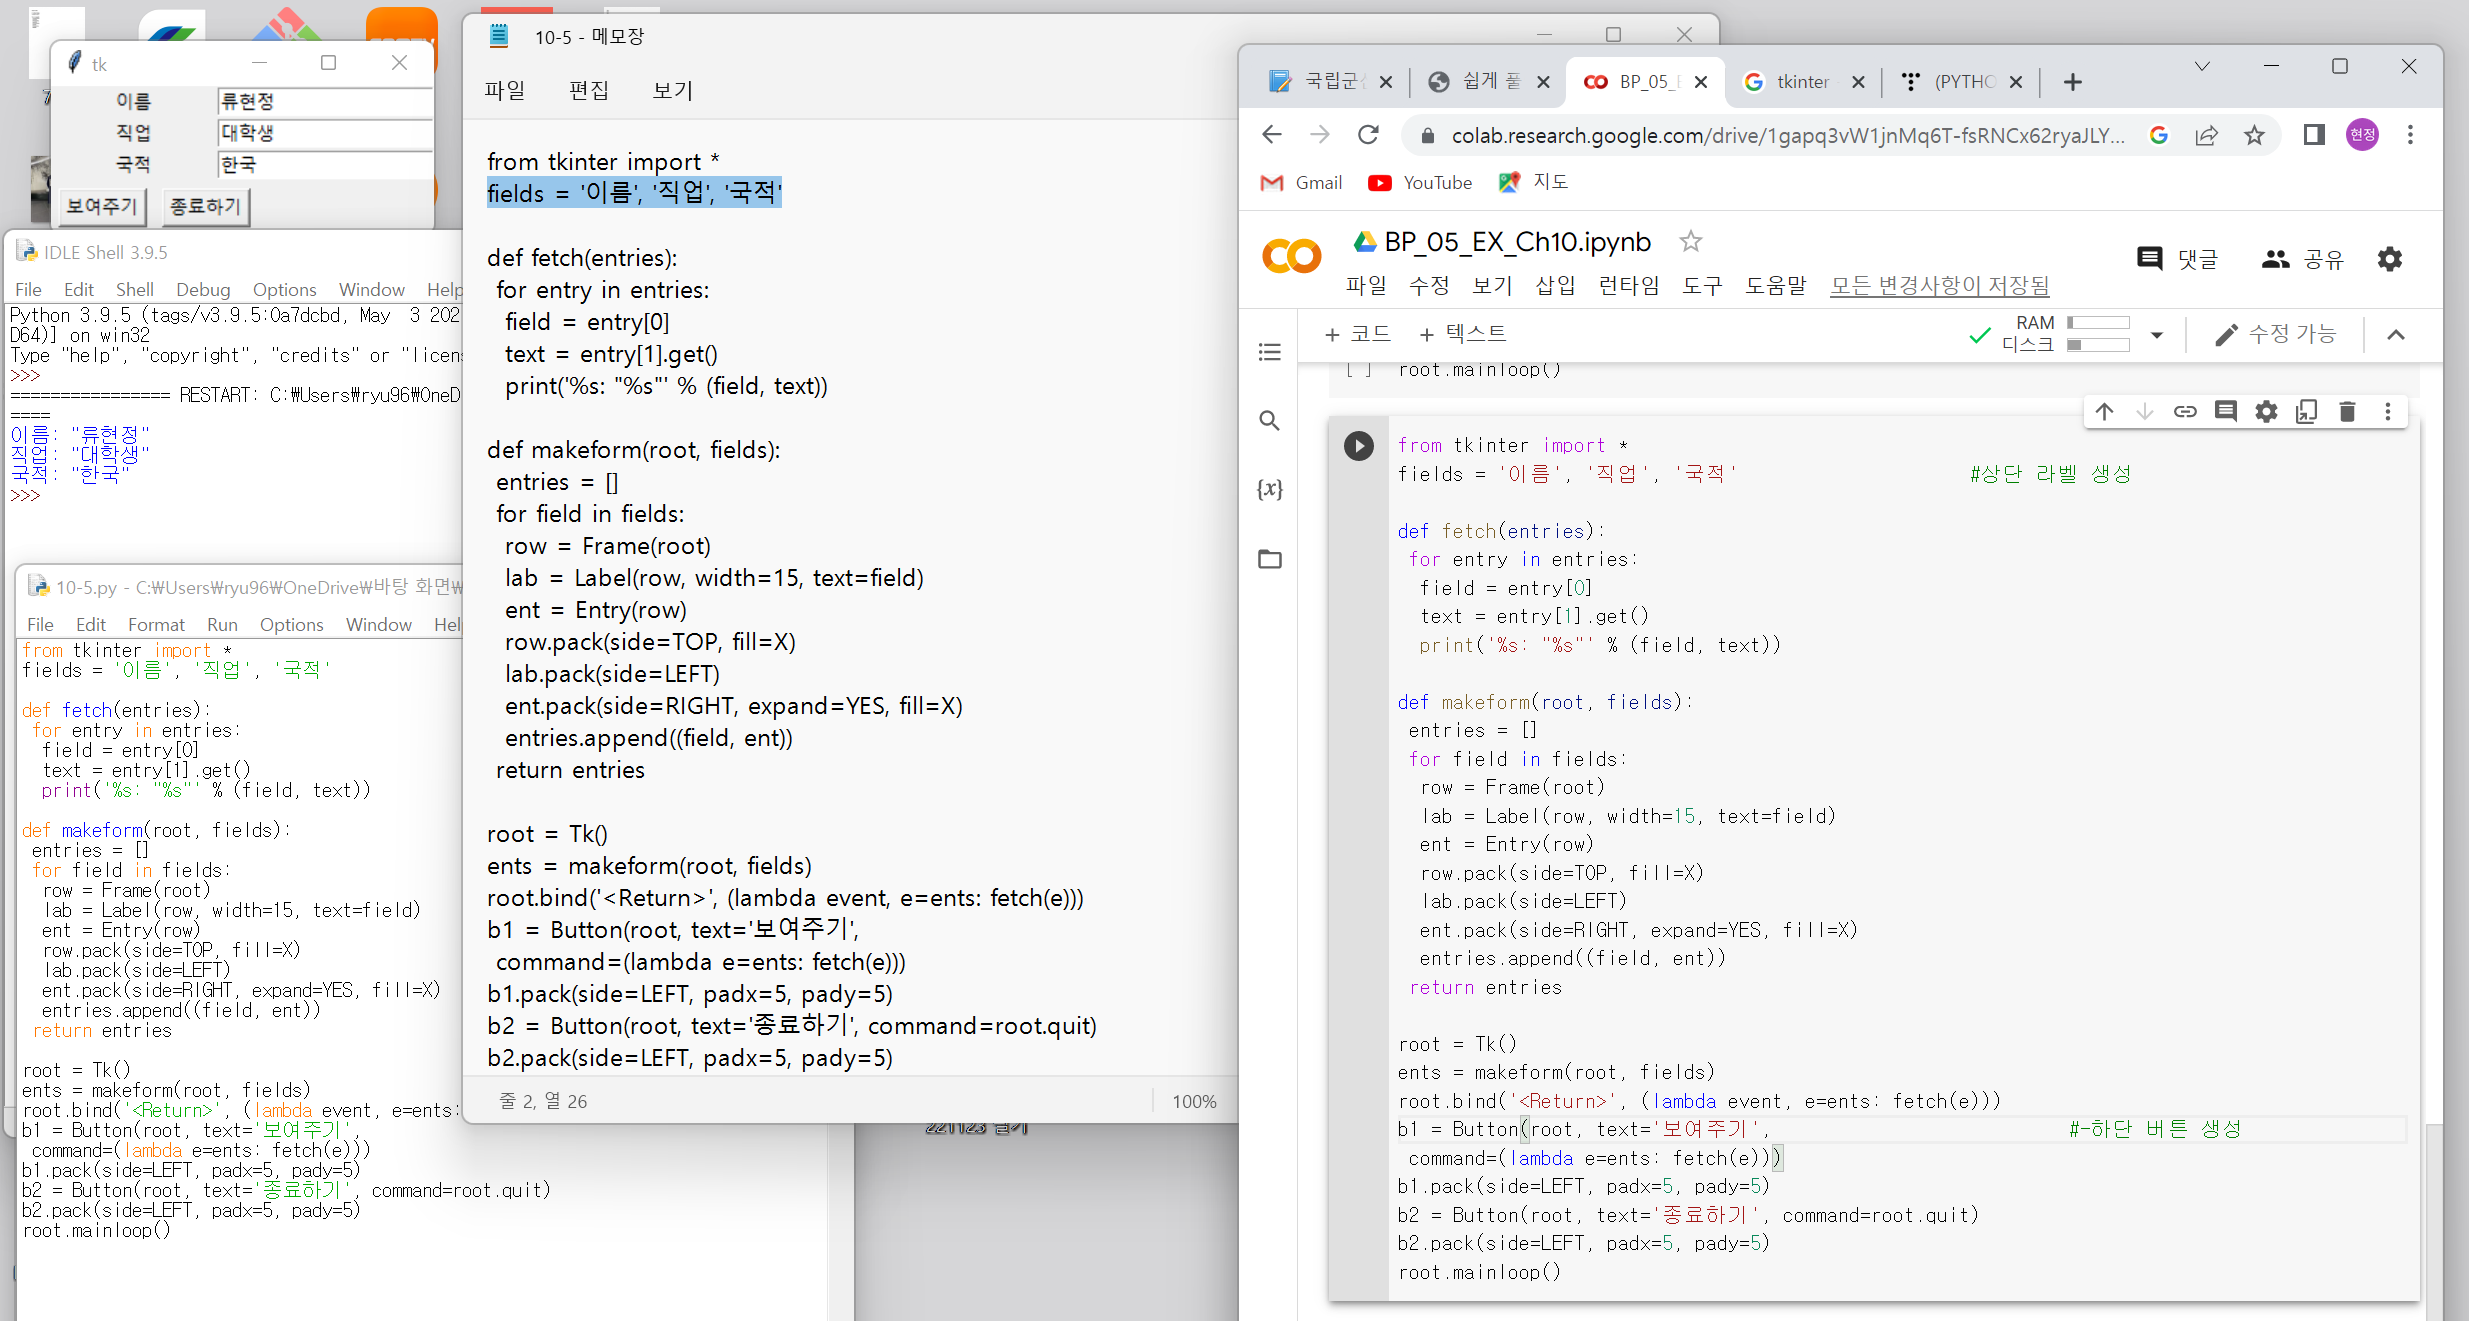 tk
이름 류현정
직업 대학생
국적 한국
보여주기 종료하기
IDLE Shell 3.9.5
File Edit Shell Debug Options Window Help
Python 3.9.5 (tags/v3.9.5:0a7dcbd, May 3 202
D64)] on win32
Type "help", "copyright", "credits" or "licens
>>>
================ RESTART: C:₩Users₩ryu96₩OneD
====
이름: "류현정"
직업: "대학생"
국적: "한국"
>>>
10-5.py - C:₩Users₩ryu96₩OneDrive₩바탕 화면₩
File Edit Format Run Options Window Hel
from tkinter import *
fields = '이름', '직업', '국적'
def fetch(entries):
 for entry in entries:
  field = entry[0]
  text = entry[1].get()
  print('%s: "%s"' % (field, text))
def makeform(root, fields):
 entries = []
 for field in fields:
  row = Frame(root)
  lab = Label(row, width=15, text=field)
  ent = Entry(row)
  row.pack(side=TOP, fill=X)
  lab.pack(side=LEFT)
  ent.pack(side=RIGHT, expand=YES, fill=X)
  entries.append((field, ent))
 return entries
root = Tk()
ents = makeform(root, fields)
root.bind('<Return>', (lambda event, e=ents:
b1 = Button(root, text='보여주기',
 command=(lambda e=ents: fetch(e)))
b1.pack(side=LEFT, padx=5, pady=5)
b2 = Button(root, text='종료하기', command=root.quit)
b2.pack(side=LEFT, padx=5, pady=5)
root.mainloop()
10-5 - 메모장
파일 편집 보기
from tkinter import *
fields = '이름', '직업', '국적'
def fetch(entries):
 for entry in entries:
  field = entry[0]
  text = entry[1].get()
  print('%s: "%s"' % (field, text))
def makeform(root, fields):
 entries = []
 for field in fields:
  row = Frame(root)
  lab = Label(row, width=15, text=field)
  ent = Entry(row)
  row.pack(side=TOP, fill=X)
  lab.pack(side=LEFT)
  ent.pack(side=RIGHT, expand=YES, fill=X)
  entries.append((field, ent))
 return entries
root = Tk()
ents = makeform(root, fields)
root.bind('<Return>', (lambda event, e=ents: fetch(e)))
b1 = Button(root, text='보여주기',
 command=(lambda e=ents: fetch(e)))
b1.pack(side=LEFT, padx=5, pady=5)
b2 = Button(root, text='종료하기', command=root.quit)
b2.pack(side=LEFT, padx=5, pady=5)
줄 2, 열 26 100%
국립군 쉽게 풀 BP_05_E tkinter (PYTHO
colab.research.google.com/drive/1gapq3vW1jnMq6T-fsRNCx62ryaJLY... 현정
Gmail YouTube 지도
BP_05_EX_Ch10.ipynb
댓글 공유
파일 수정 보기 삽입 런타임 도구 도움말 모든 변경사항이 저장됨
+ 코드 + 텍스트 RAM 디스크 수정 가능
[ ] root.mainloop()
{x}
from tkinter import *
fields = '이름', '직업', '국적' #상단 라벨 생성
def fetch(entries):
 for entry in entries:
  field = entry[0]
  text = entry[1].get()
  print('%s: "%s"' % (field, text))
def makeform(root, fields):
 entries = []
 for field in fields:
  row = Frame(root)
  lab = Label(row, width=15, text=field)
  ent = Entry(row)
  row.pack(side=TOP, fill=X)
  lab.pack(side=LEFT)
  ent.pack(side=RIGHT, expand=YES, fill=X)
  entries.append((field, ent))
 return entries
root = Tk()
ents = makeform(root, fields)
root.bind('<Return>', (lambda event, e=ents: fetch(e)))
b1 = Button(root, text='보여주기', #-하단 버튼 생성
 command=(lambda e=ents: fetch(e)))
b1.pack(side=LEFT, padx=5, pady=5)
b2 = Button(root, text='종료하기', command=root.quit)
b2.pack(side=LEFT, padx=5, pady=5)
root.mainloop()